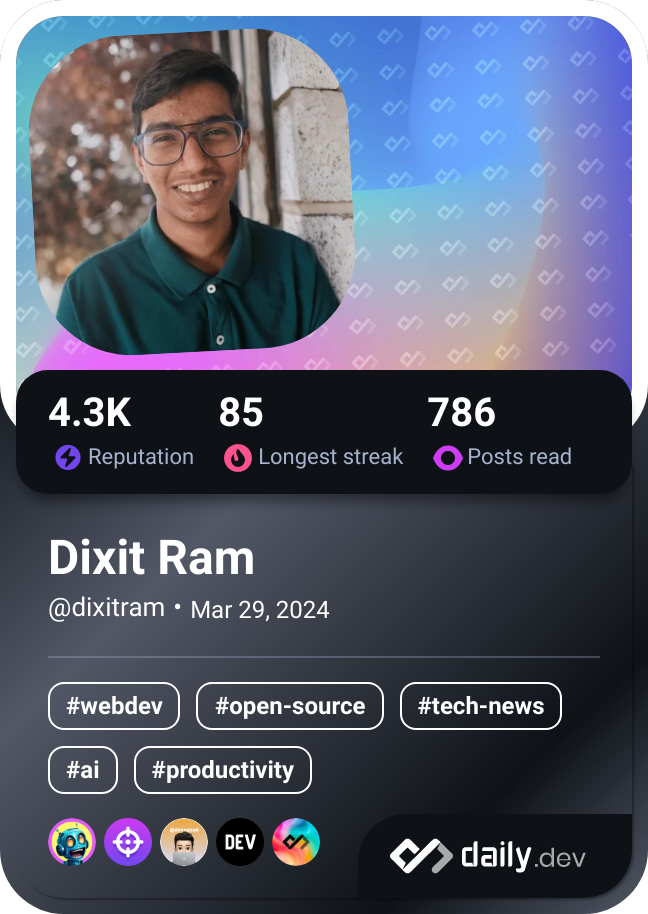 4.3K 85 786
Reputation Longest streak Posts read
Dixit Ram
@dixitram • Mar 29, 2024
#webdev #open-source #tech-news
#ai #productivity
DEV
daily.dev